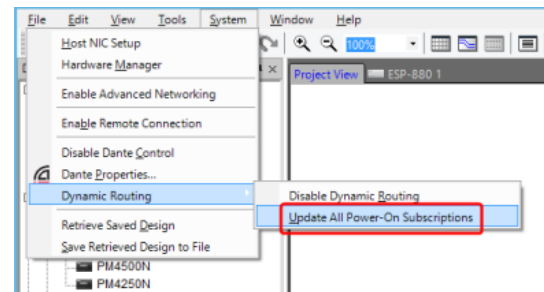 File Edit View Tools System Window Help
Host NIC Setup
Hardware Manager
100%
Project View ESP-880 1
Enable Advanced Networking
Enable Remote Connection
Disable Dante Control
Dante Properties...
Dynamic Routing
Disable Dynamic Routing
Update All Power-On Subscriptions
Retrieve Saved Design
Save Retrieved Design to File
PM4500N
PM4250N